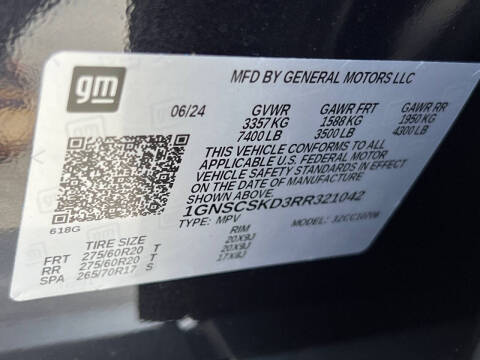 gm
MFD BY GENERAL MOTORS LLC
06/24 GVWR GAWR FRT GAWR RR
3357 KG 1588 KG 1950 KG
7400 LB 3500 LB 4300 LB
THIS VEHICLE CONFORMS TO ALL
APPLICABLE U.S. FEDERAL MOTOR
VEHICLE SAFETY STANDARDS IN EFFECT
ON THE DATE OF MANUFACTURE
SHOWN ABOVE.
1GNSCSKD3RR321042
618G TYPE: MPV MODEL:
TIRE SIZE RIM
FRT 275/60R20 T 20X9J
RR 275/60R20 T 20X9J
SPA 265/70R17 S 17X8J